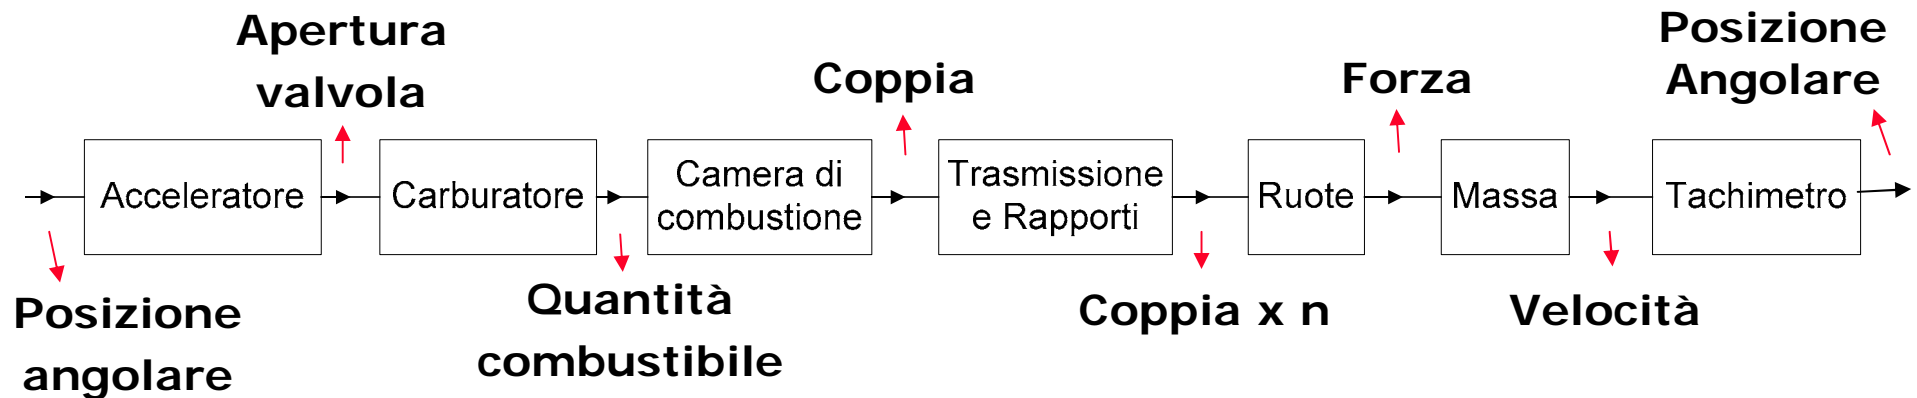 Apertura
valvola
Coppia
Forza
Posizione
Angolare
Acceleratore
Carburatore
Camera di
combustione
Trasmissione
e Rapporti
Ruote
Massa
Tachimetro
Posizione
angolare
Quantità
combustibile
Coppia x n
Velocità